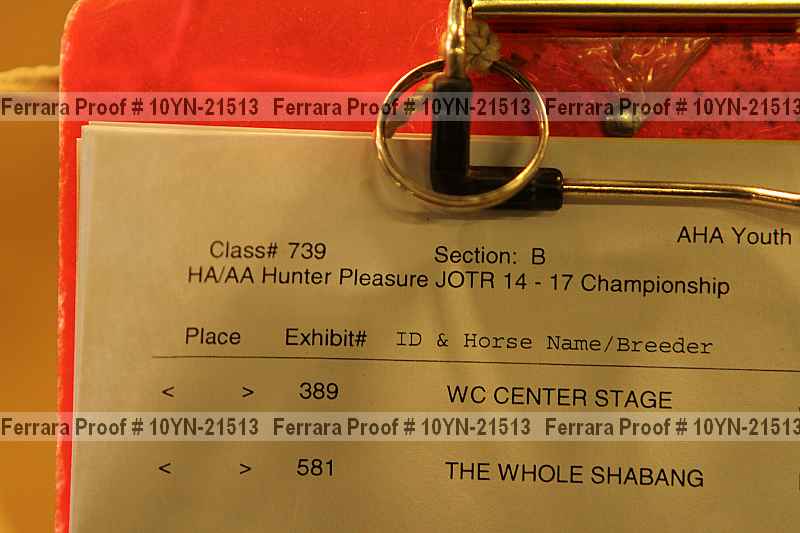 Ferrara Proof # 10YN-21513 Ferrara Proof # 10YN-21513 Ferrara Proof # 10YN-21513
AHA Youth
Class# 739 Section: B
HA/AA Hunter Pleasure JOTR 14 - 17 Championship
Place Exhibit# ID & Horse Name/Breeder
< > 389 WC CENTER STAGE
Ferrara Proof # 10YN-21513 Ferrara Proof # 10YN-21513 Ferrara Proof # 10YN-21513
< > 581 THE WHOLE SHABANG